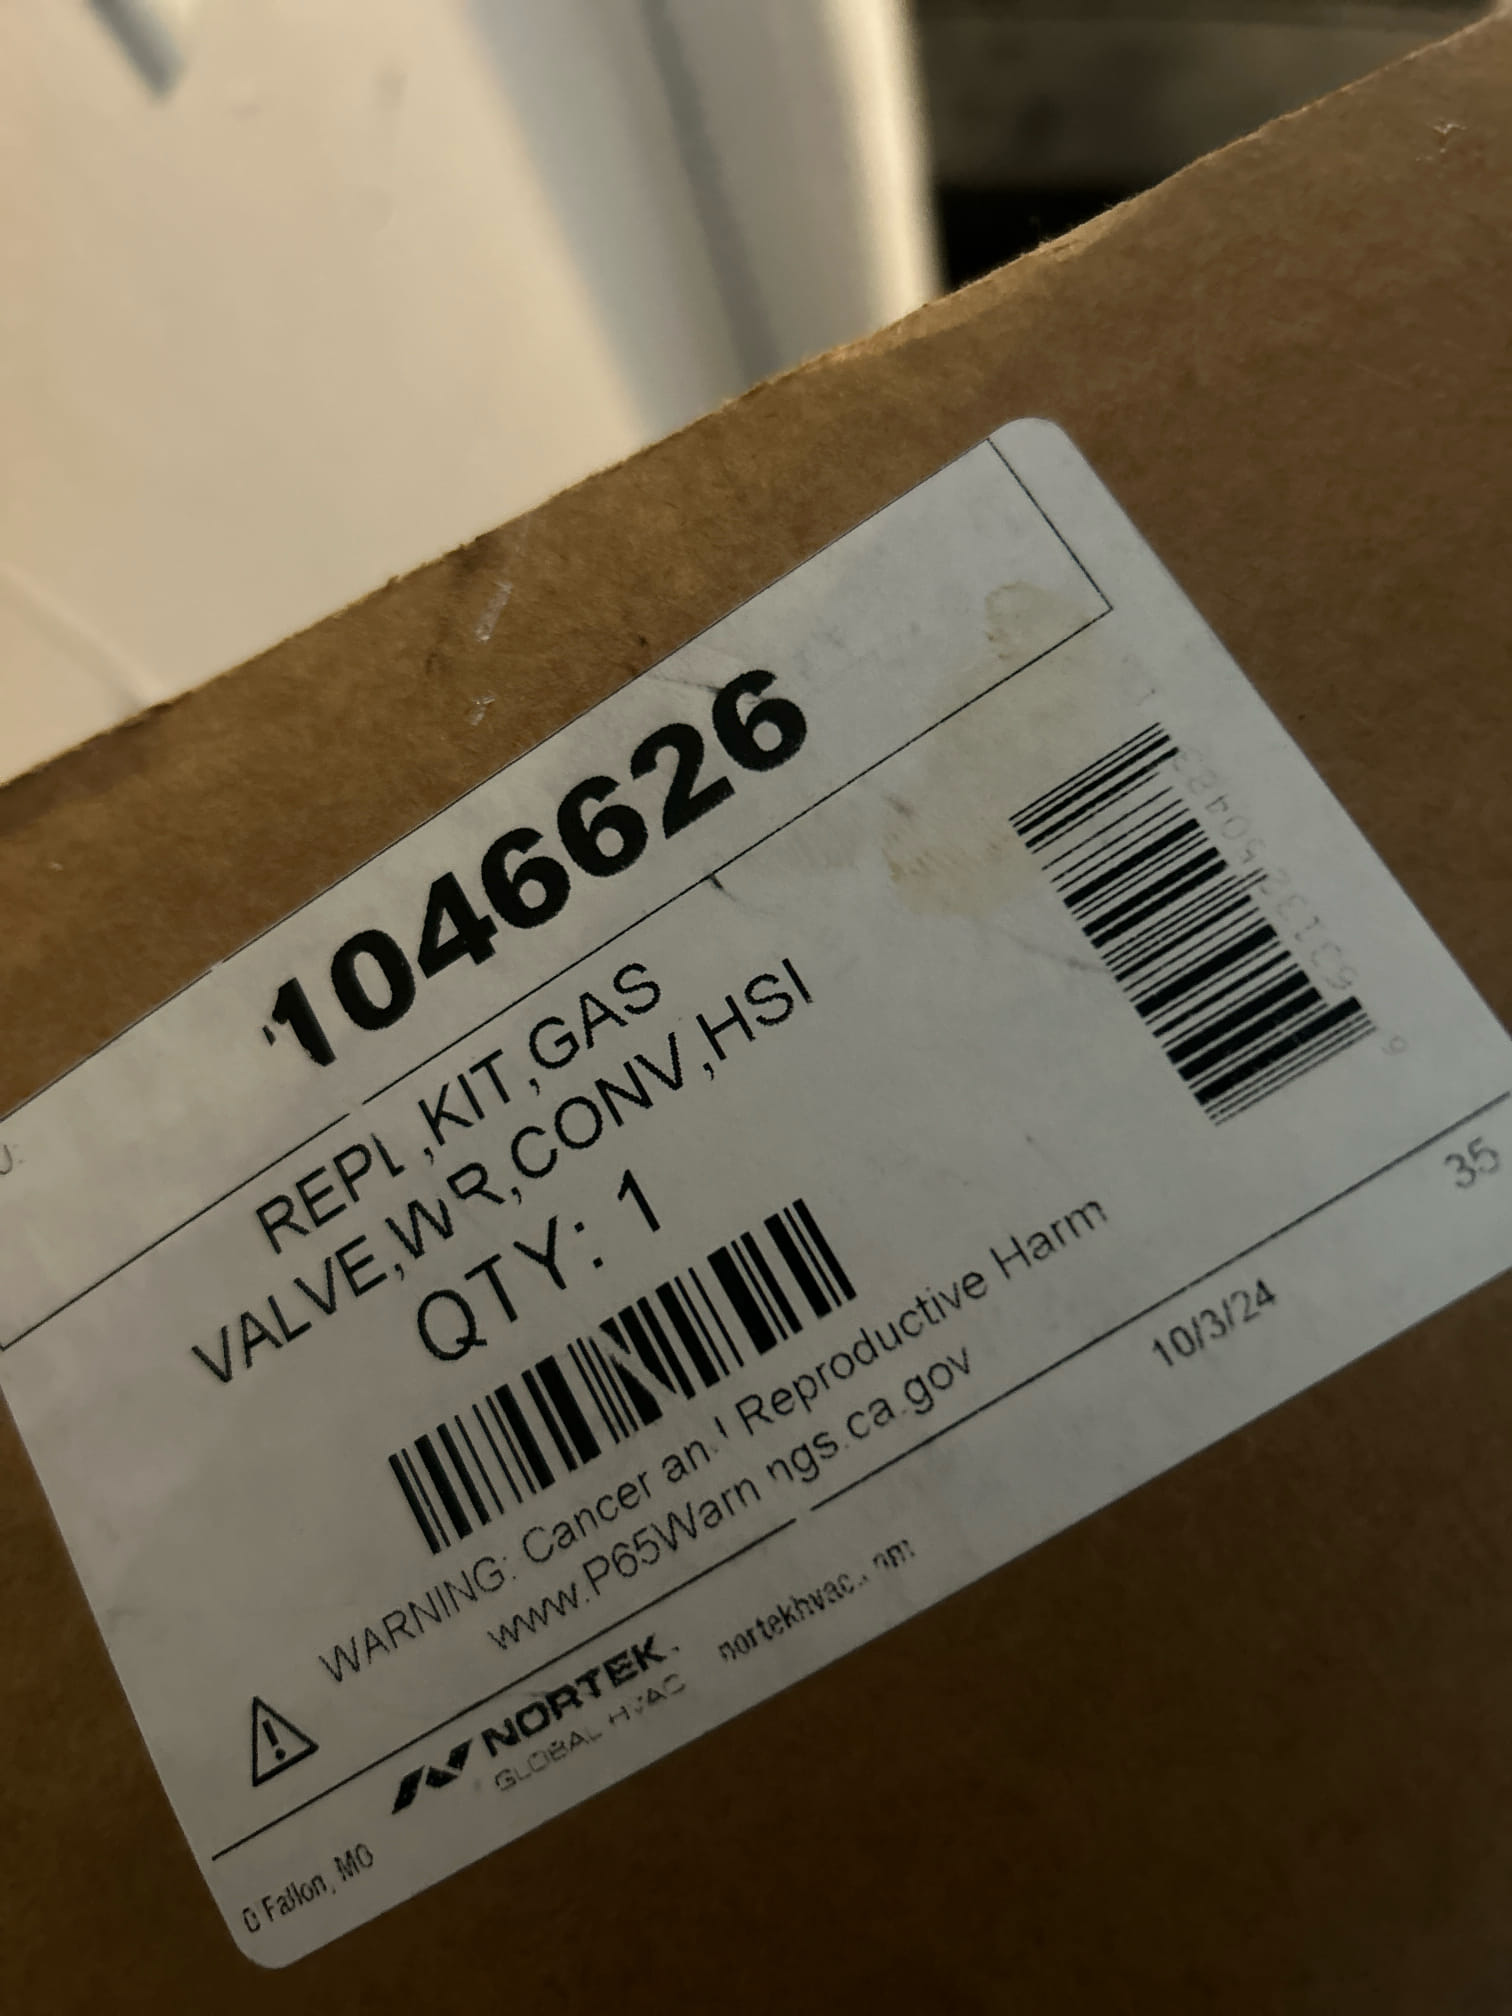 1046626
REPL,KIT,GAS
VALVE,WR,CONV,HSI
QTY: 1
WARNING: Cancer and Reproductive Harm
www.P65Warnings.ca.gov
35
10/3/24
NORTEK
GLOBAL HVAC
nortekhvac.com
O Fallon, MO